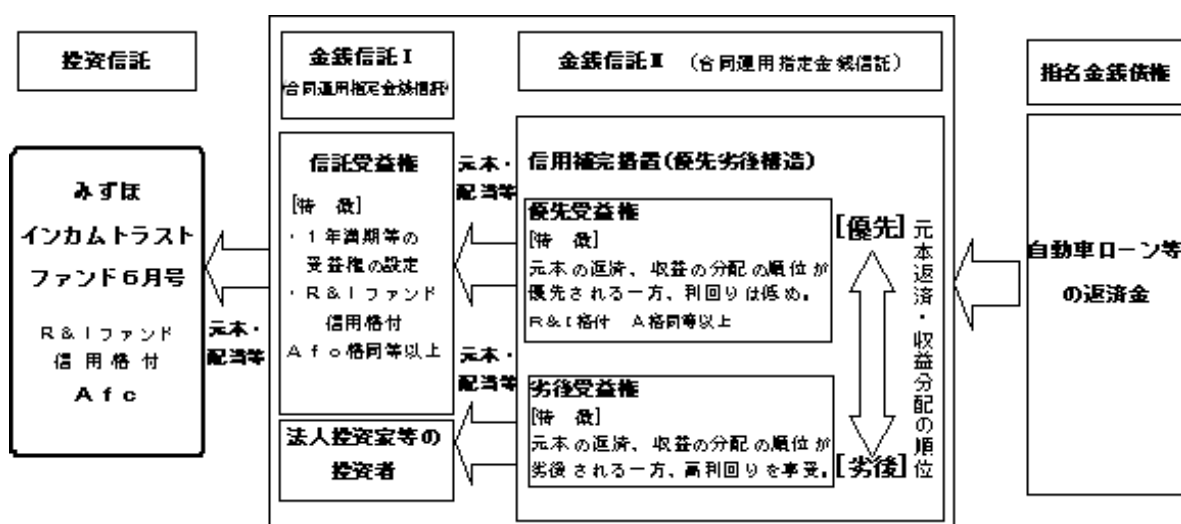 投資信託
みずほ
インカムトラスト
ファンド6月号
R&Iファンド
信用格付
Afc
元本・
配当等
金銭信託Ⅰ
(合同運用指定金銭信託)
信託受益権
[特 徴]
・1年満期等の
受益権の設定
・R&Iファンド
信用格付
Afc格同等以上
法人投資家等の
投資者
元本・
配当等
元本・
配当等
金銭信託Ⅱ (合同運用指定金銭信託)
信用補完措置(優先劣後構造)
優先受益権
[特 徴]
元本の返済、収益の分配の順位が
優先される一方、利回りは低め。
R&I格付 A格同等以上
劣後受益権
[特 徴]
元本の返済、収益の分配の順位が
劣後される一方、高利回りを享受。
[優先]
[劣後]
元本返済・収益分配の順位
指名金銭債権
自動車ローン等
の返済金